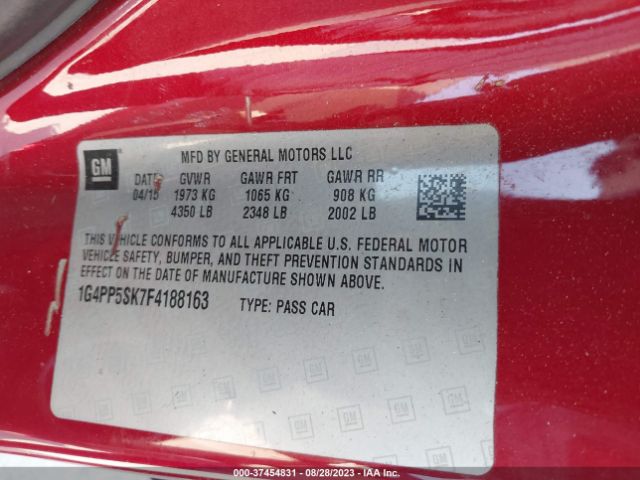 GM
MFD BY GENERAL MOTORS LLC
DATE GVWR GAWR FRT GAWR RR
04/15 1973 KG 1065 KG 908 KG
4350 LB 2348 LB 2002 LB
THIS VEHICLE CONFORMS TO ALL APPLICABLE U.S. FEDERAL MOTOR
VEHICLE SAFETY, BUMPER, AND THEFT PREVENTION STANDARDS IN
EFFECT ON THE DATE OF MANUFACTURE SHOWN ABOVE.
1G4PP5SK7F4188163 TYPE: PASS CAR
000-37454831 - 08/28/2023 - IAA Inc.